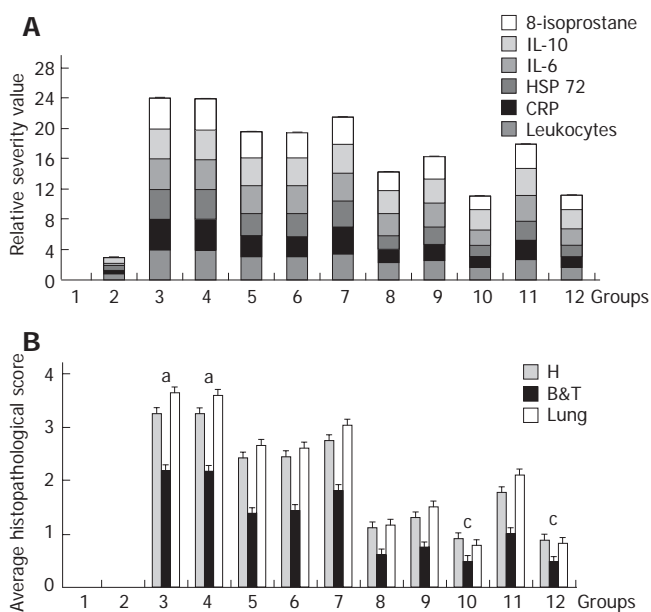 A
8-isoprostane
IL-10
IL-6
HSP 72
CRP
Leukocytes
Relative severity value
28
24
20
16
12
8
4
0
1 2 3 4 5 6 7 8 9 10 11 12 Groups
B
H
B&T
Lung
Average histopathological score
4
3
2
1
0
a a c c
1 2 3 4 5 6 7 8 9 10 11 12 Groups